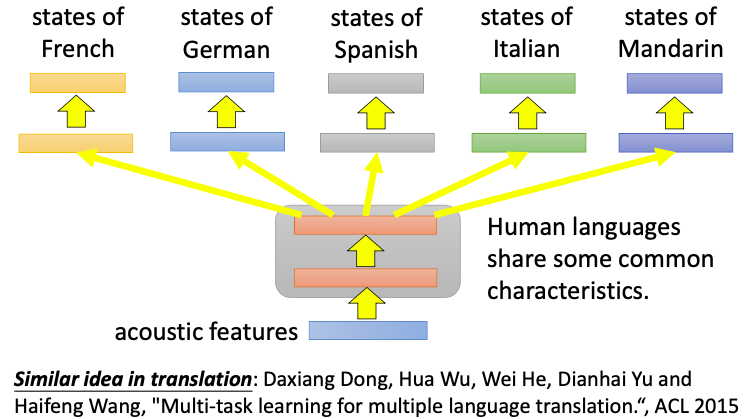 states of French
states of German
states of Spanish
states of Italian
states of Mandarin
Human languages
share some common
characteristics.
acoustic features
Similar idea in translation: Daxiang Dong, Hua Wu, Wei He, Dianhai Yu and
Haifeng Wang, "Multi-task learning for multiple language translation.“, ACL 2015